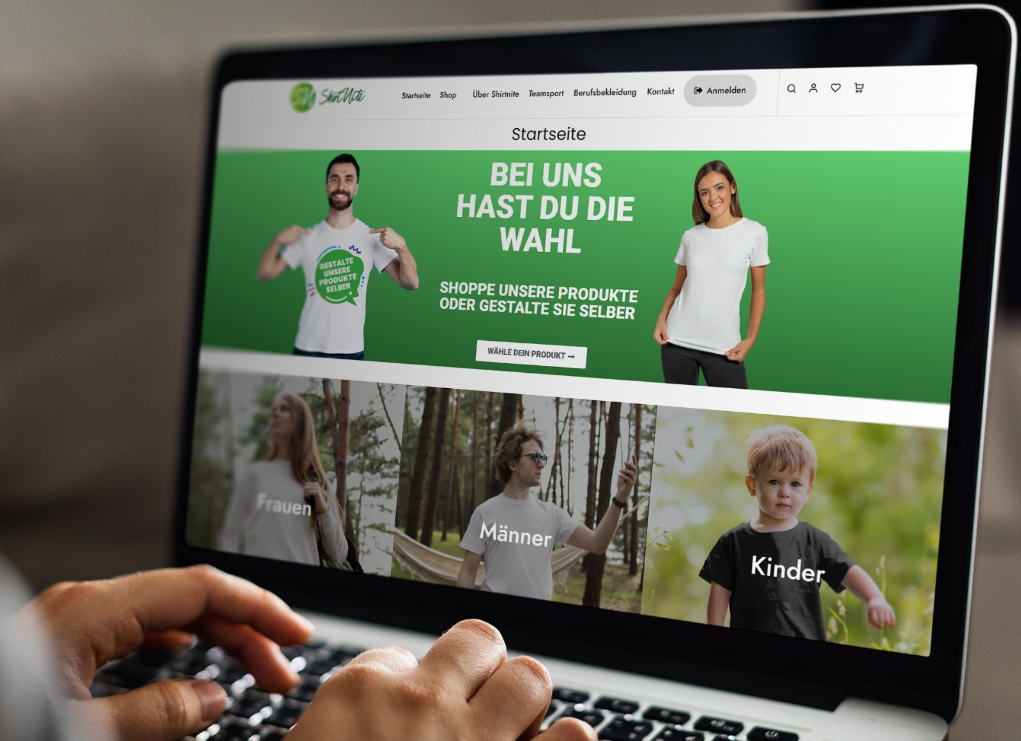 ShirtNite
Startseite Shop Über Shirtnite Teamsport Berufsbekleidung Kontakt Anmelden
Startseite
BEI UNS
HAST DU DIE
WAHL
SHOPPE UNSERE PRODUKTE
ODER GESTALTE SIE SELBER
WÄHLE DEIN PRODUKT →
GESTALTE
UNSERE
PRODUKTE
SELBER
Frauen
Männer
Kinder